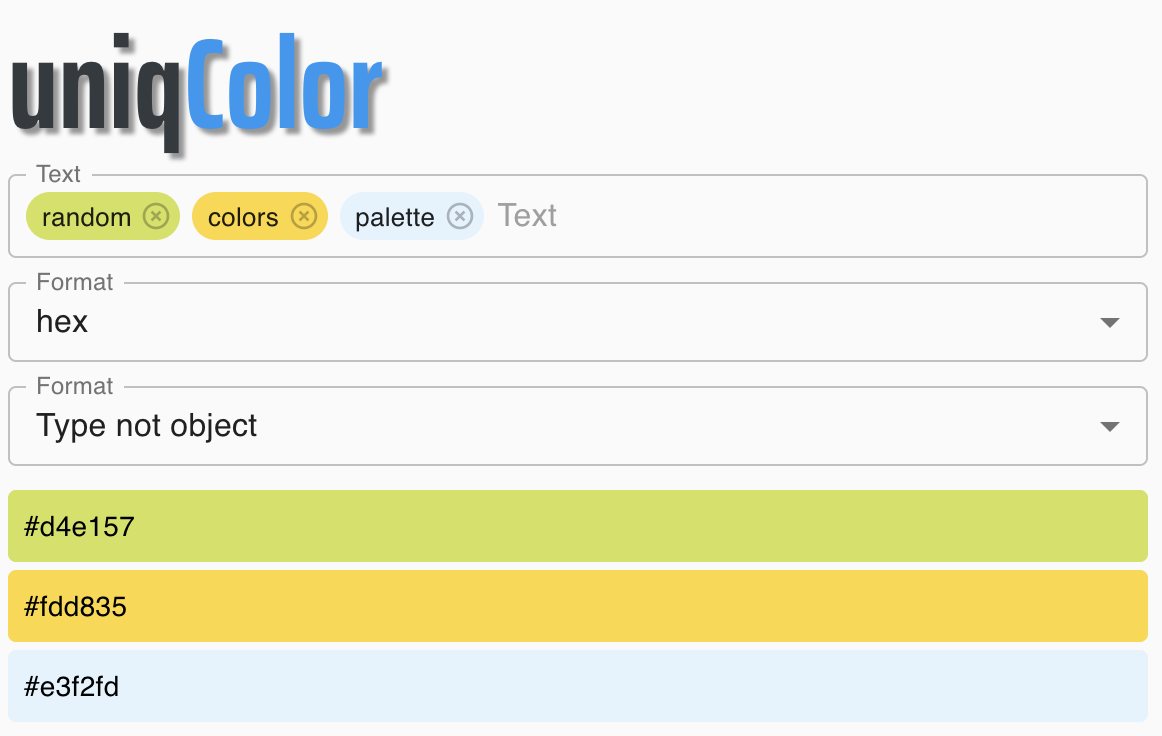 uniqColor
Text
random colors palette Text
Format
hex
Format
Type not object
#d4e157
#fdd835
#e3f2fd